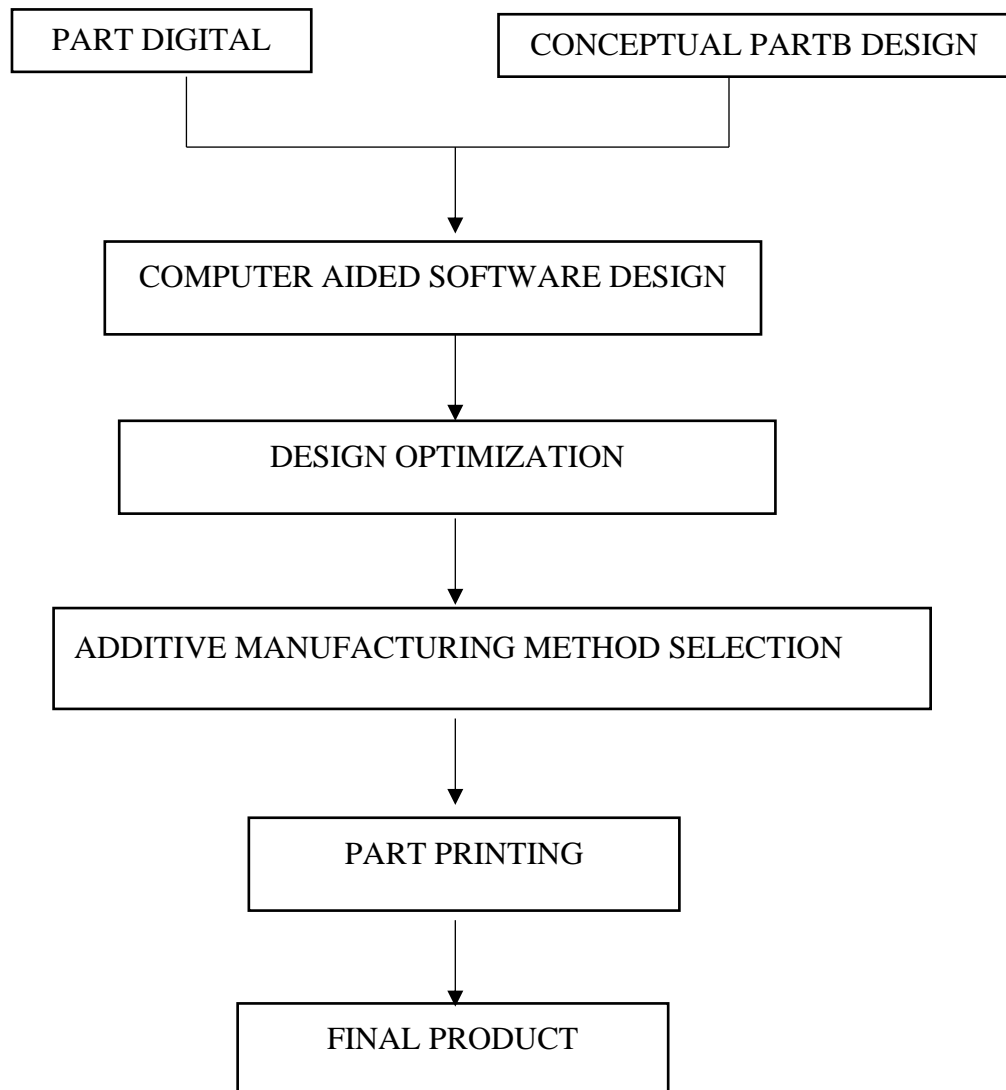 PART DIGITAL
CONCEPTUAL PARTB DESIGN
COMPUTER AIDED SOFTWARE DESIGN
DESIGN OPTIMIZATION
ADDITIVE MANUFACTURING METHOD SELECTION
PART PRINTING
FINAL PRODUCT